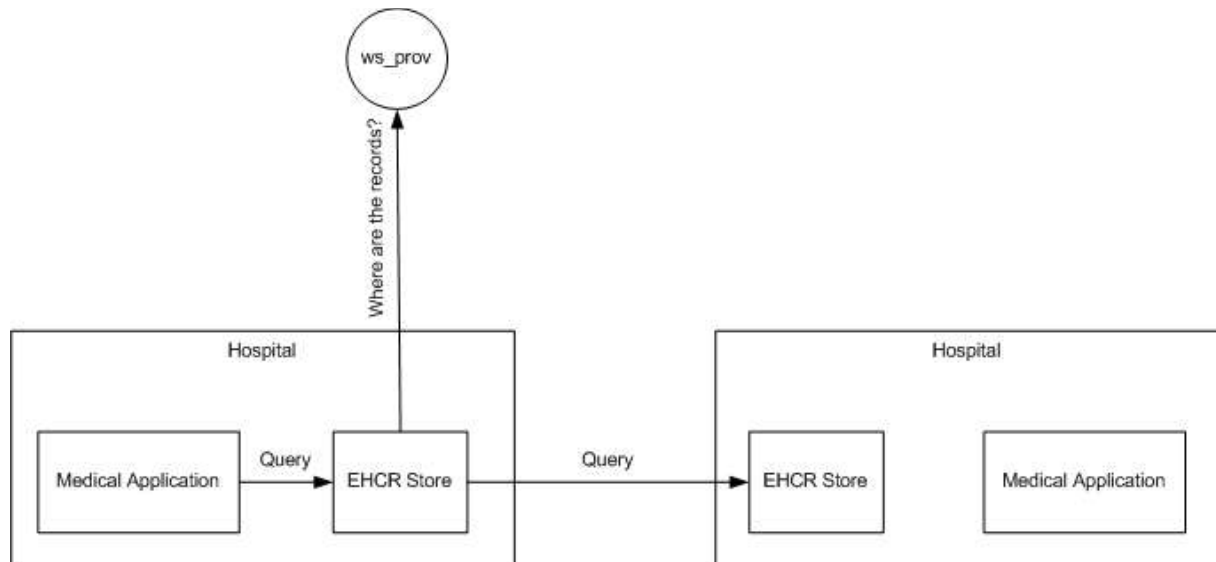 ws_prov
Where are the records?
Hospital
Hospital
Medical Application
Query
EHCR Store
Query
EHCR Store
Medical Application